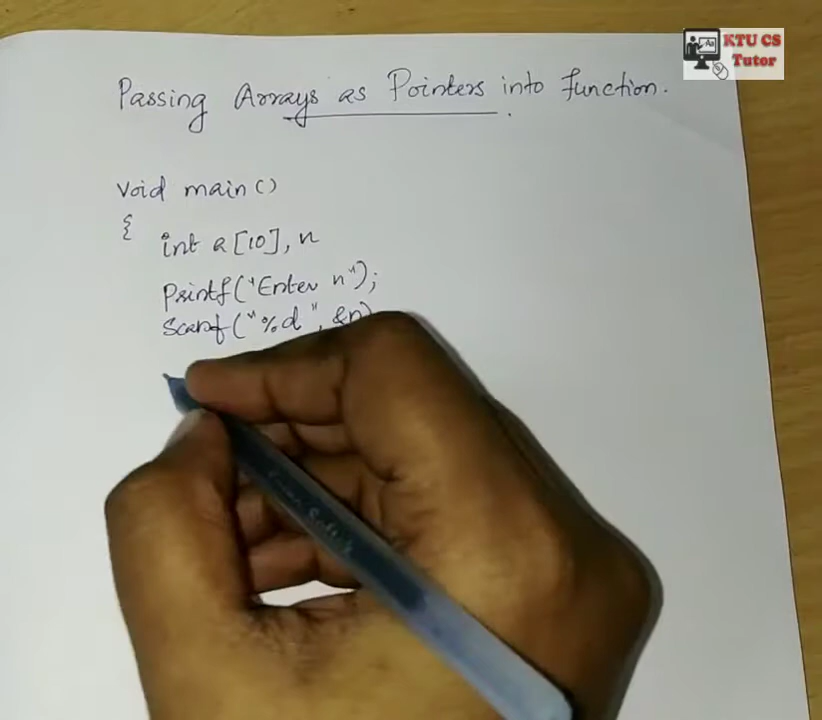 KTU CS
Tutor
Passing Arrays as Pointers into function.
void main()
{ int a[10], n
Printf("Enter n");
Scanf("%d", &n)